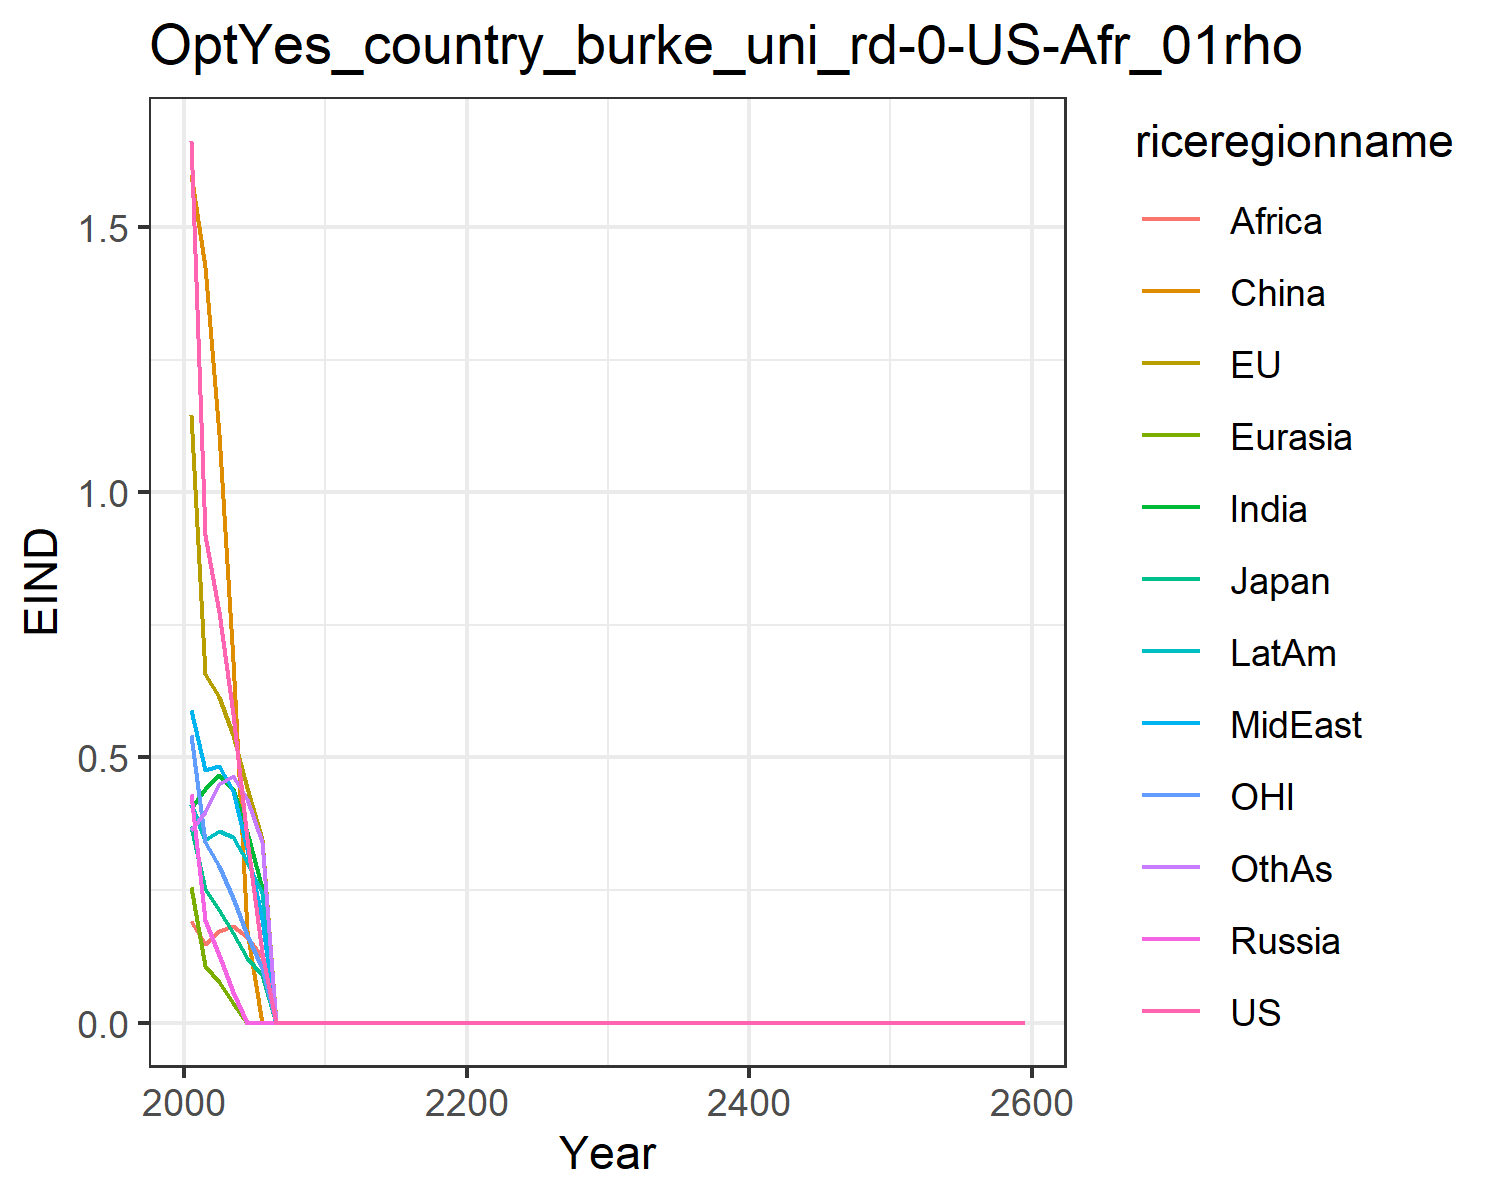 OptYes_country_burke_uni_rd-0-US-Afr_01rho
riceregionname
Africa
China
EU
Eurasia
India
Japan
LatAm
MidEast
OHI
OthAs
Russia
US
EIND
1.5
1.0
0.5
0.0
2000
2200
2400
2600
Year